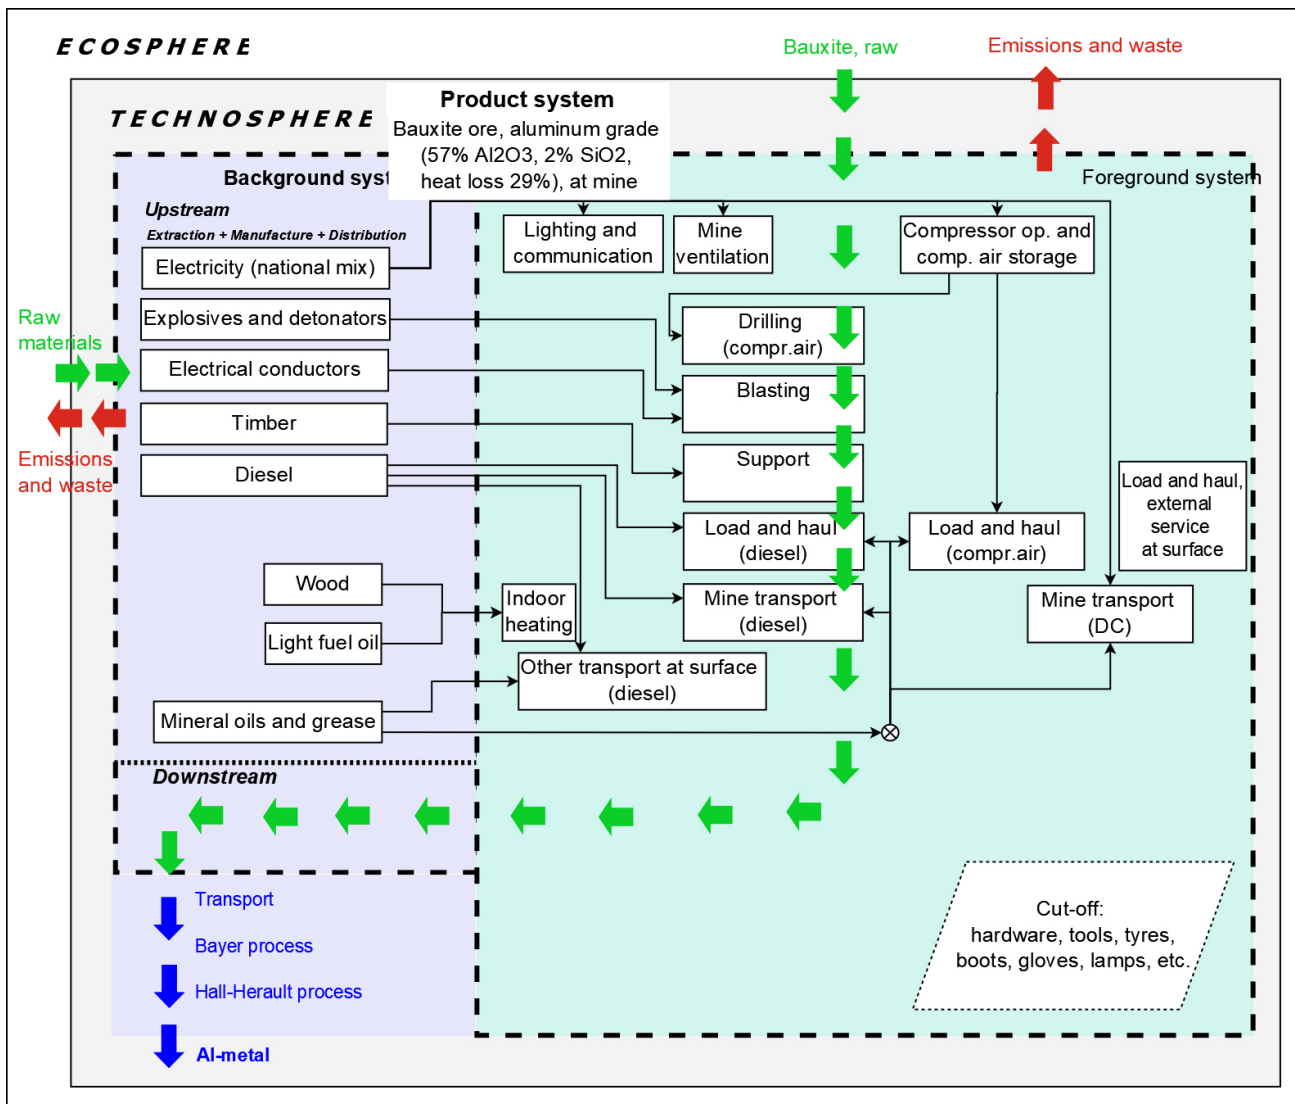 ECOSPHERE
Bauxite, raw
Emissions and waste
TECHNOSPHERE
Product system
Bauxite ore, aluminum grade
(57% Al2O3, 2% SiO2,
heat loss 29%), at mine
Background syst
Foreground system
Upstream
Extraction + Manufacture + Distribution
Electricity (national mix)
Explosives and detonators
Electrical conductors
Timber
Diesel
Wood
Light fuel oil
Mineral oils and grease
Raw
materials
Emissions
and waste
Lighting and
communication
Mine
ventilation
Compressor op. and
comp. air storage
Drilling
(compr.air)
Blasting
Support
Load and haul
(diesel)
Load and haul
(compr.air)
Load and haul,
external
service
at surface
Indoor
heating
Mine transport
(diesel)
Mine transport
(DC)
Other transport at surface
(diesel)
Downstream
Transport
Bayer process
Hall-Herault process
Al-metal
Cut-off:
hardware, tools, tyres,
boots, gloves, lamps, etc.